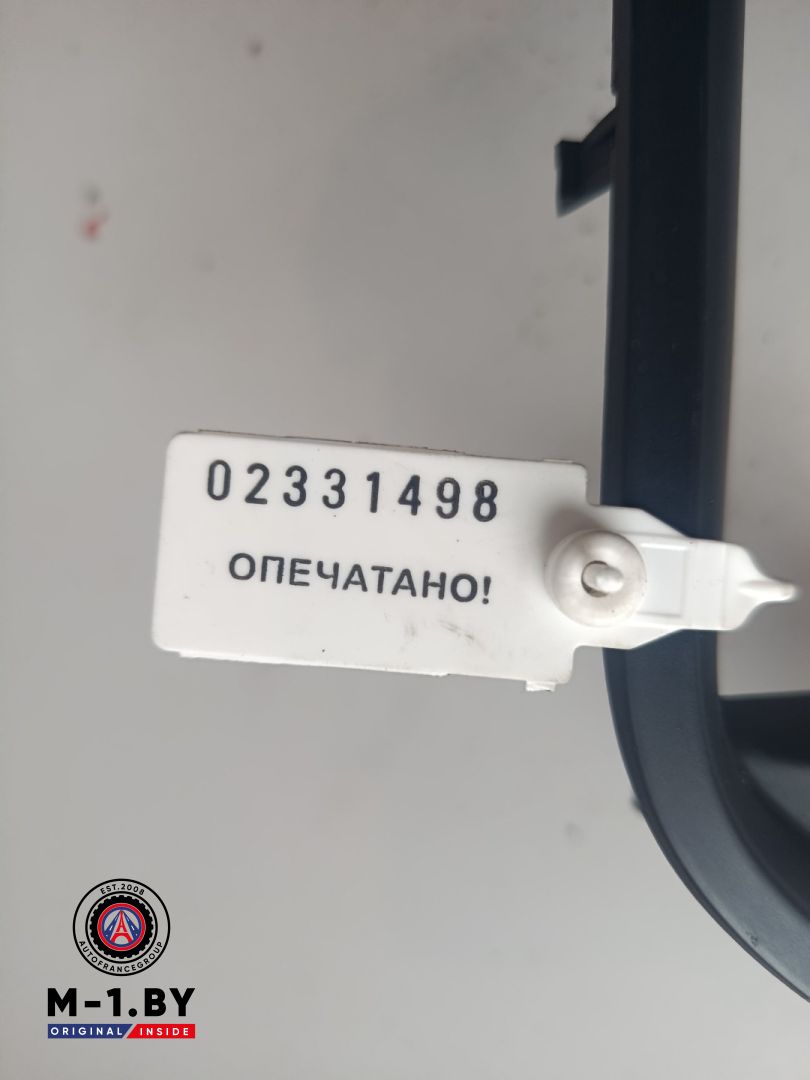 02331498
ОПЕЧАТАНО!
EST.2008
AUTOFRANCEGROUP
M-1.BY
ORIGINAL INSIDE